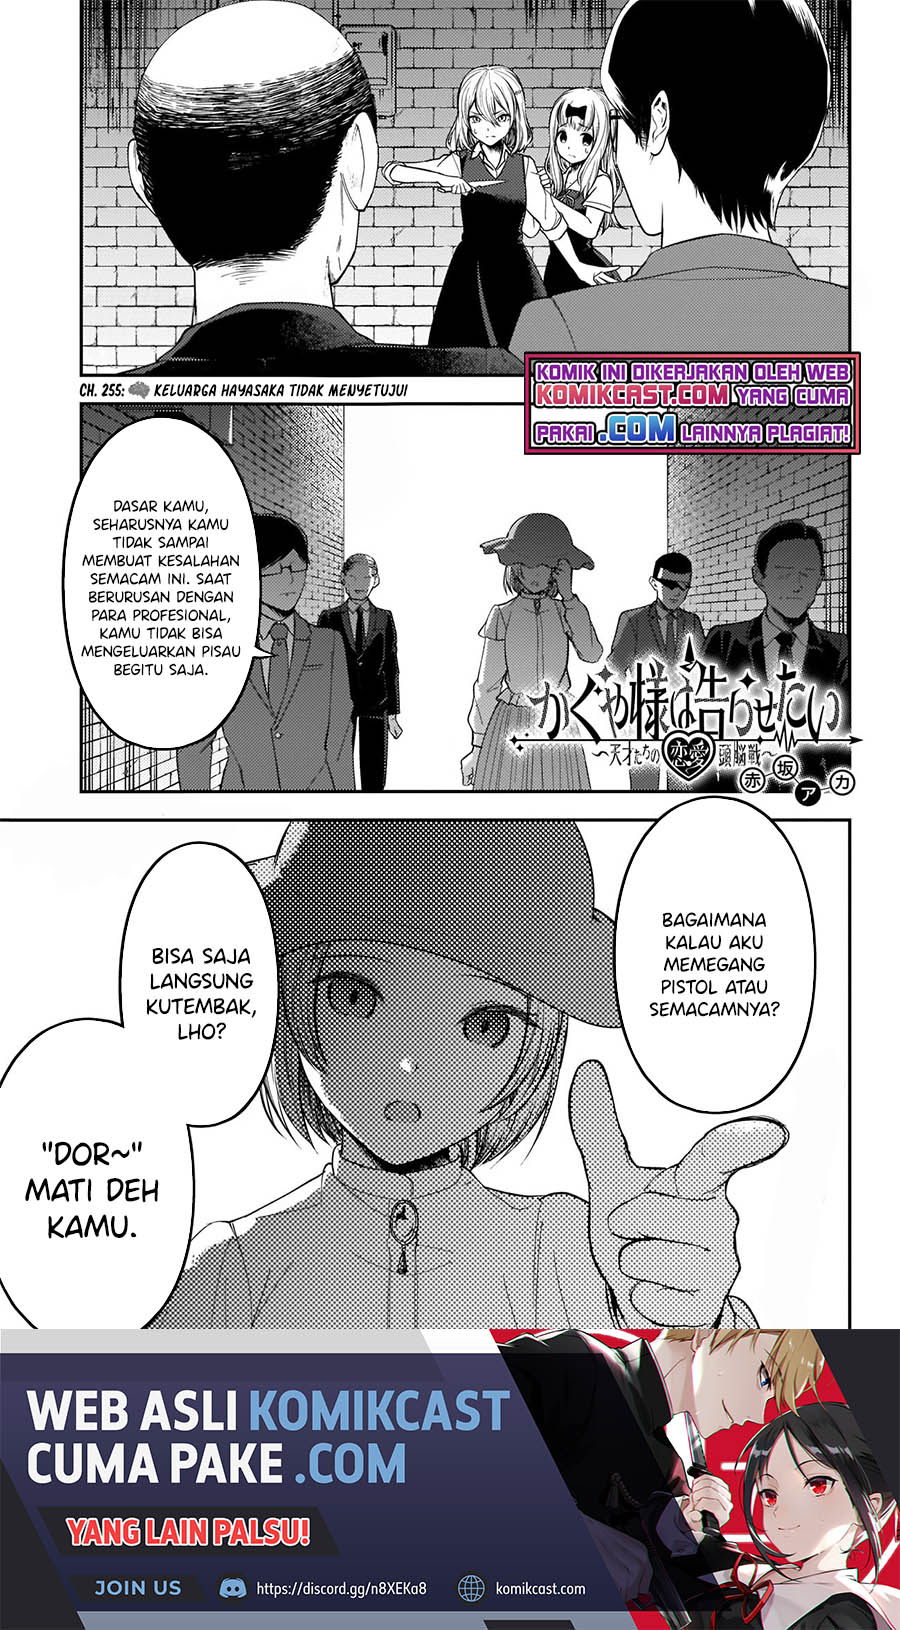 CH. 255: KELUARGA HAYASAKA TIDAK MENYETUJUI
KOMIK INI DIKERJAKAN OLEH WEB
KOMIKCAST.COM YANG CUMA
PAKAI .COM LAINNYA PLAGIAT!
DASAR KAMU,
SEHARUSNYA KAMU
TIDAK SAMPAI
MEMBUAT KESALAHAN
SEMACAM INI. SAAT
BERURUSAN DENGAN
PARA PROFESIONAL,
KAMU TIDAK BISA
MENGELUARKAN PISAU
BEGITU SAJA.
かぐや様は告らせたい
~天才たちの恋愛頭脳戦~
赤坂アカ
BAGAIMANA
KALAU AKU
MEMEGANG
PISTOL ATAU
SEMACAMNYA?
BISA SAJA
LANGSUNG
KUTEMBAK,
LHO?
"DOR~"
MATI DEH
KAMU.
WEB ASLI KOMIKCAST
CUMA PAKE .COM
YANG LAIN PALSU!
JOIN US
https://discord.gg/n8XEKa8
komikcast.com